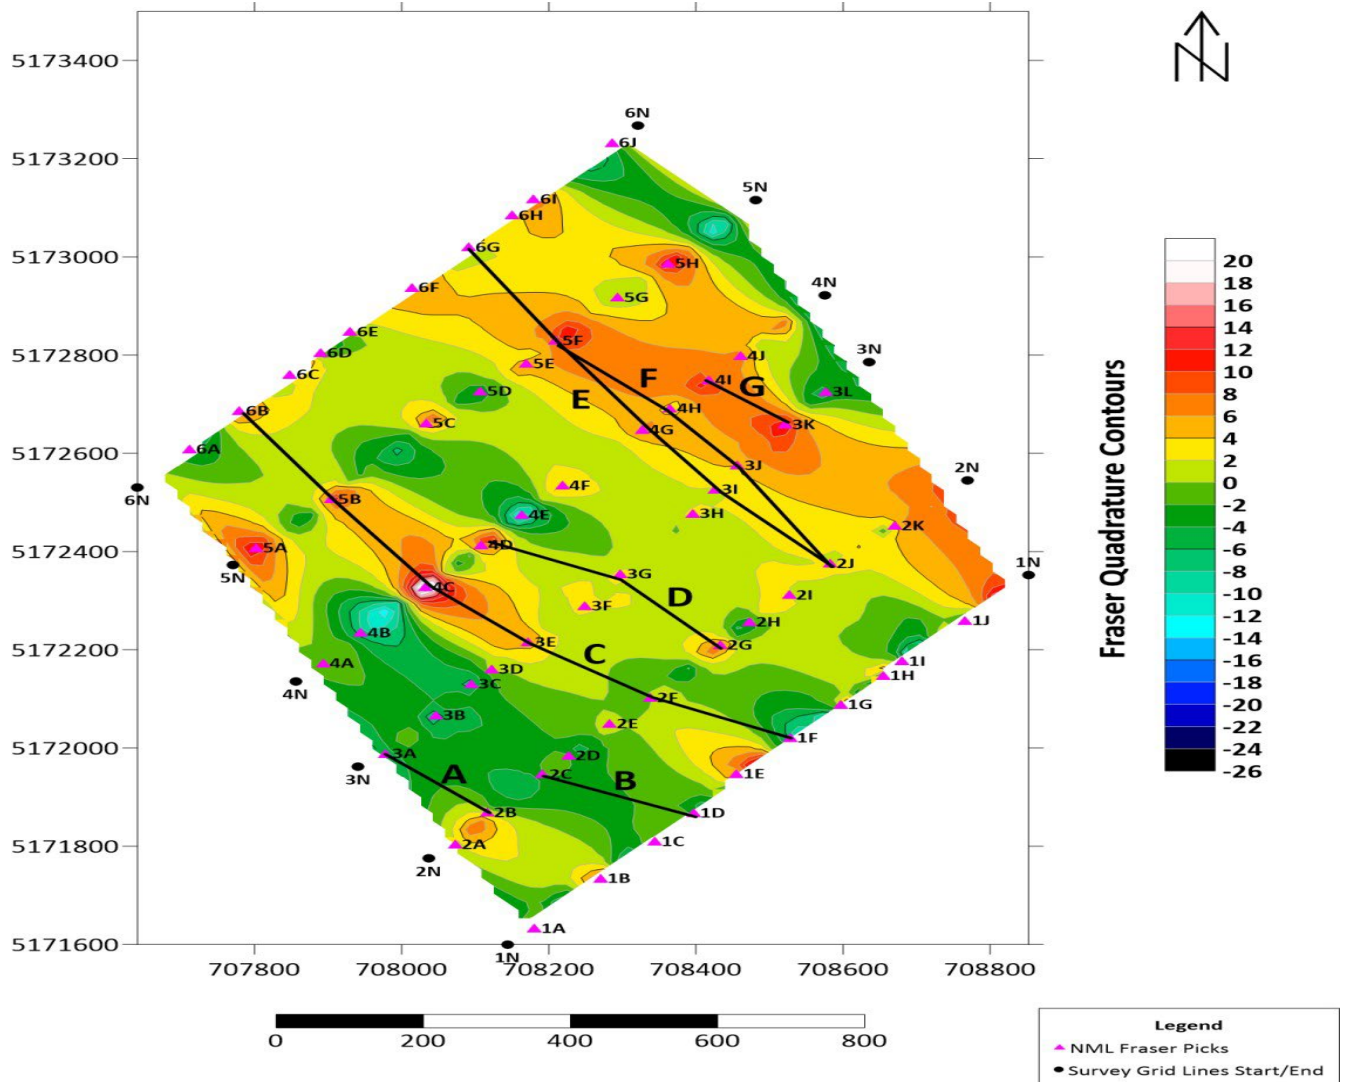 N
5173400
5173200
5173000
5172800
5172600
5172400
5172200
5172000
5171800
5171600
6N
6J
5N
6I
6H
6G
5H
4N
6F
5G
6E
5F
3N
6D
5E
4J
6C
F
4I
G
5D
3L
E
4H
6B
5C
4G
3K
6A
3J
2N
6N
4F
3I
5B
4E
3H
2K
5A
4D
2J
1N
5N
3G
4C
D
2I
3F
4B
2H
1J
3E
2G
C
4A
3D
1I
4N
3C
1H
2F
1G
3B
2E
1F
3A
2D
A
2C
B
1E
3N
2B
1D
2A
1C
2N
1B
1A
1N
707800
708000
708200
708400
708600
708800
0
200
400
600
800
Fraser Quadrature Contours
20
18
16
14
12
10
8
6
4
2
0
-2
-4
-6
-8
-10
-12
-14
-16
-18
-20
-22
-24
-26
Legend
NML Fraser Picks
Survey Grid Lines Start/End